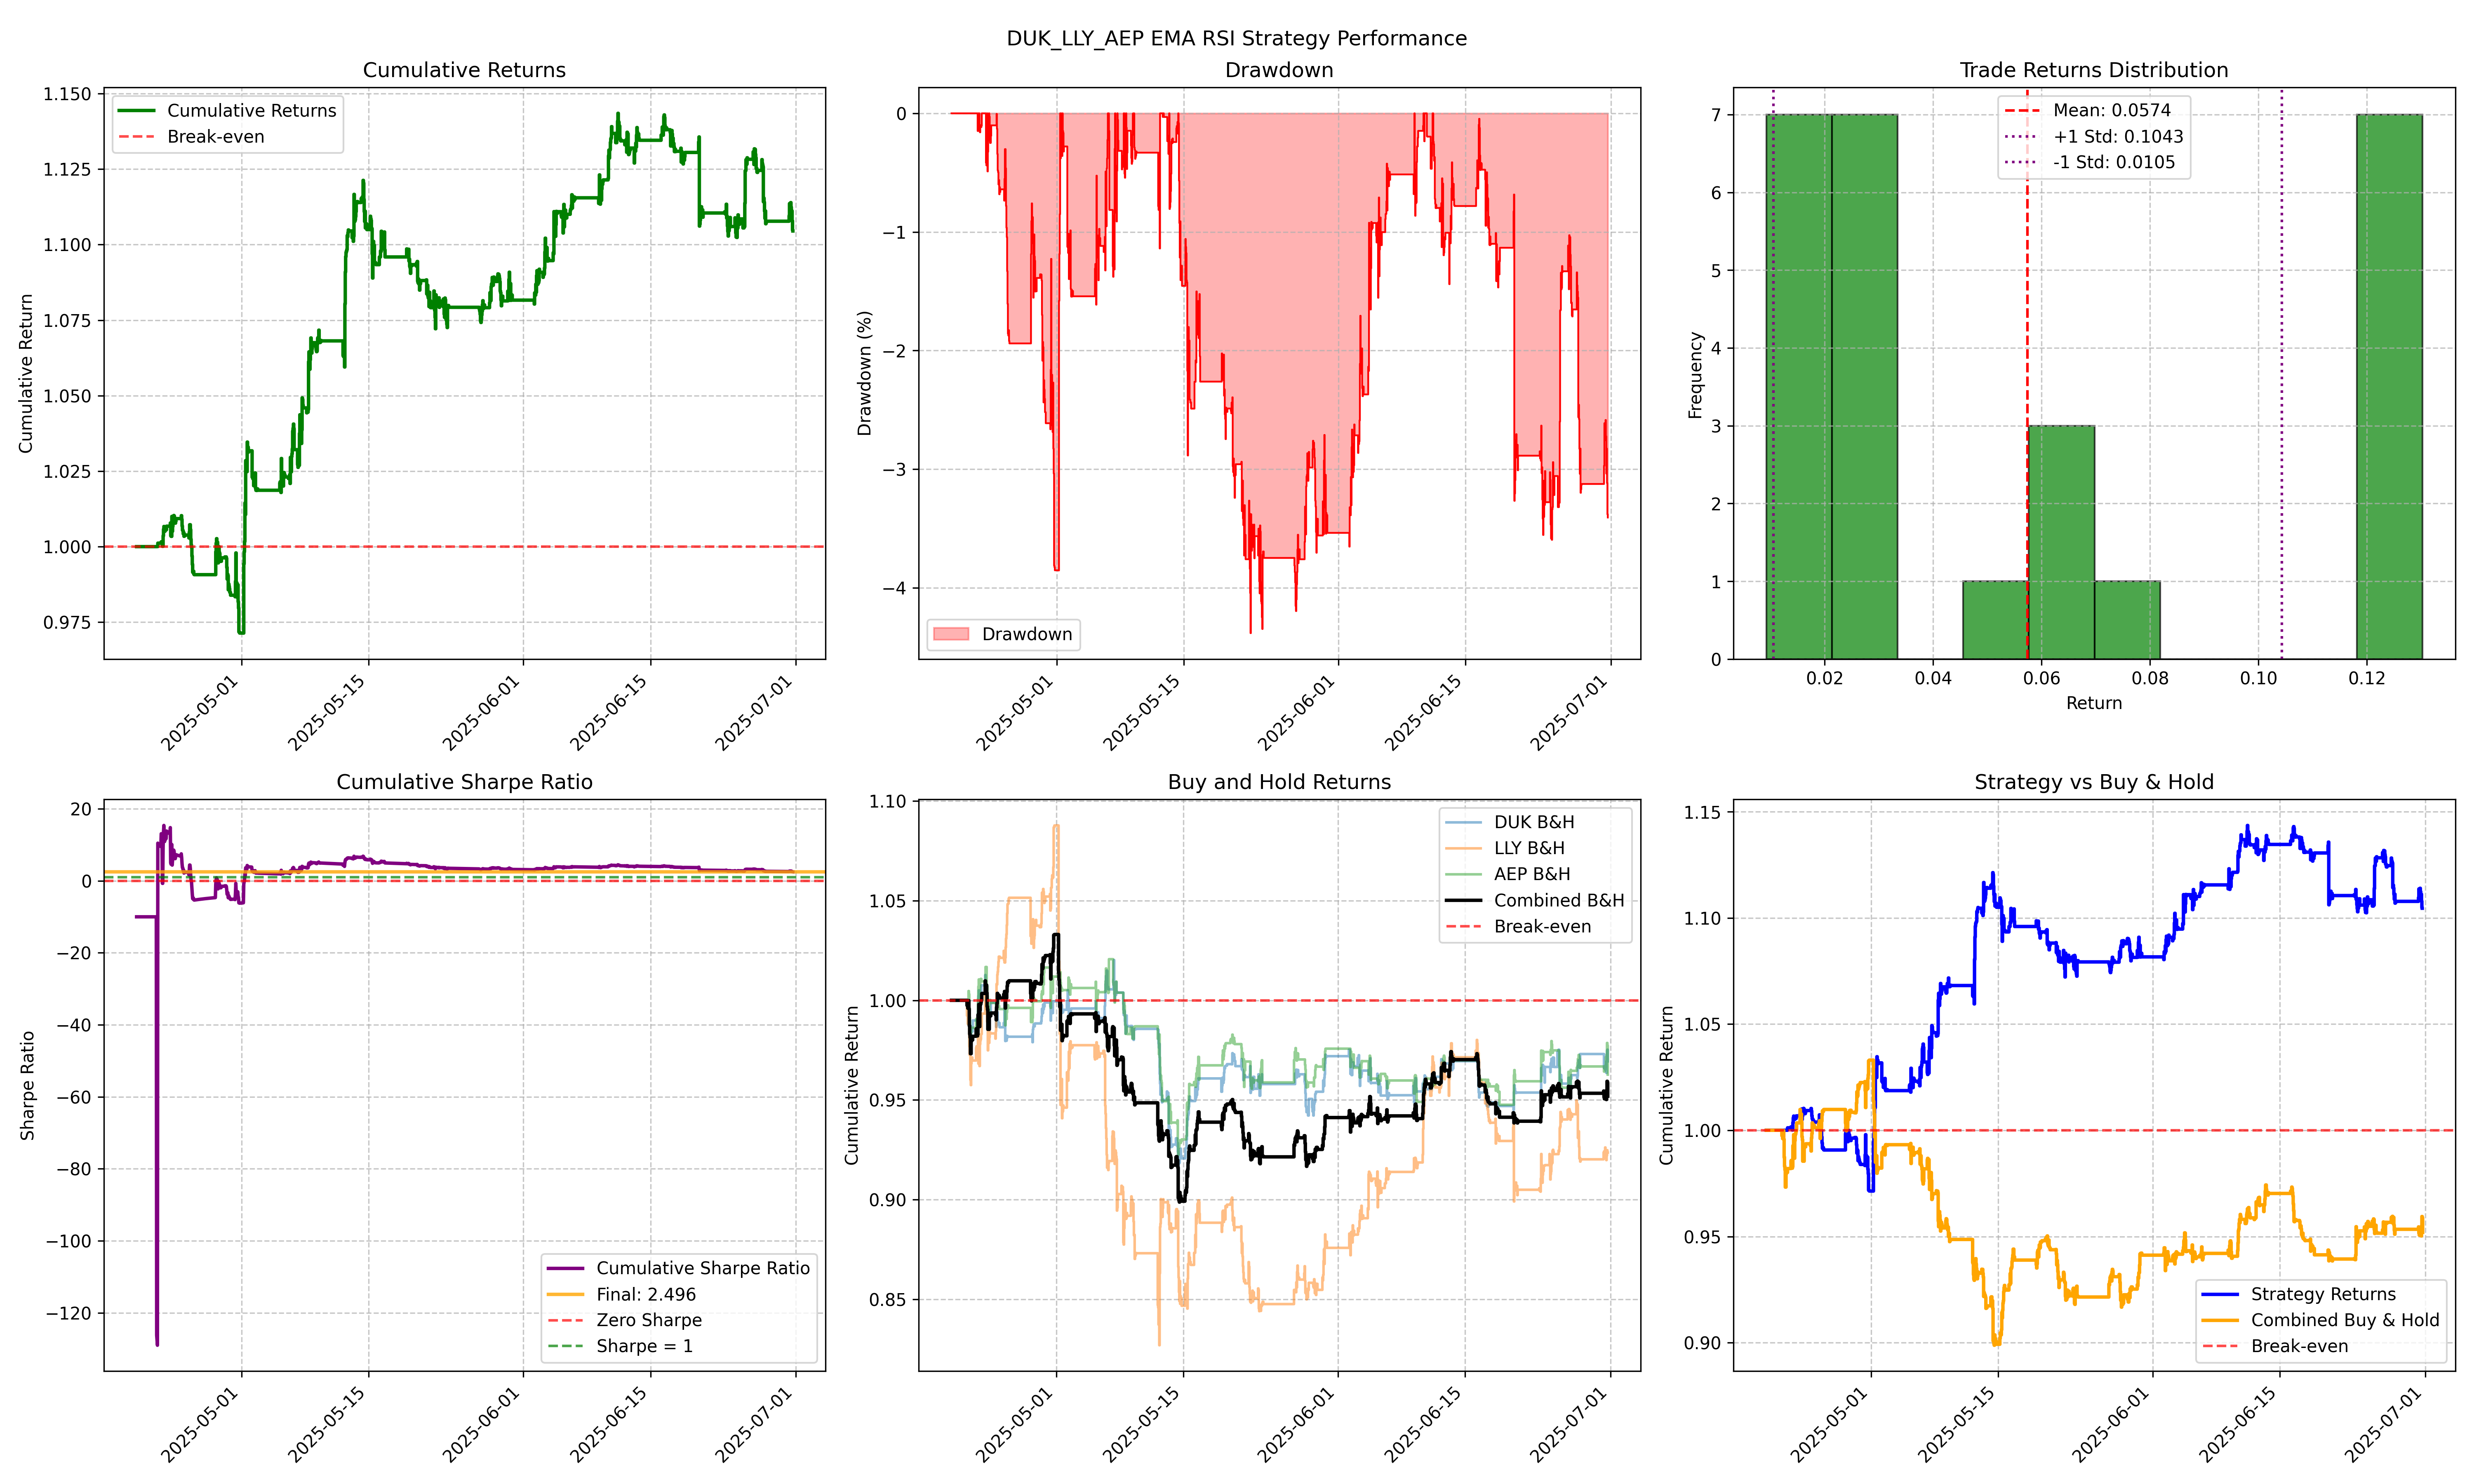 DUK_LLY_AEP EMA RSI Strategy Performance
Cumulative Returns
Cumulative Return
1.150
1.125
1.100
1.075
1.050
1.025
1.000
0.975
Cumulative Returns
Break-even
2025-05-01
2025-05-15
2025-06-01
2025-06-15
2025-07-01
Drawdown
Drawdown (%)
0
−1
−2
−3
−4
Drawdown
2025-05-01
2025-05-15
2025-06-01
2025-06-15
2025-07-01
Trade Returns Distribution
Frequency
7
6
5
4
3
2
1
0
Mean: 0.0574
+1 Std: 0.1043
-1 Std: 0.0105
0.02
0.04
0.06
0.08
0.10
0.12
Return
Cumulative Sharpe Ratio
Sharpe Ratio
20
0
−20
−40
−60
−80
−100
−120
Cumulative Sharpe Ratio
Final: 2.496
Zero Sharpe
Sharpe = 1
2025-05-01
2025-05-15
2025-06-01
2025-06-15
2025-07-01
Buy and Hold Returns
Cumulative Return
1.10
1.05
1.00
0.95
0.90
0.85
DUK B&H
LLY B&H
AEP B&H
Combined B&H
Break-even
2025-05-01
2025-05-15
2025-06-01
2025-06-15
2025-07-01
Strategy vs Buy & Hold
Cumulative Return
1.15
1.10
1.05
1.00
0.95
0.90
Strategy Returns
Combined Buy & Hold
Break-even
2025-05-01
2025-05-15
2025-06-01
2025-06-15
2025-07-01